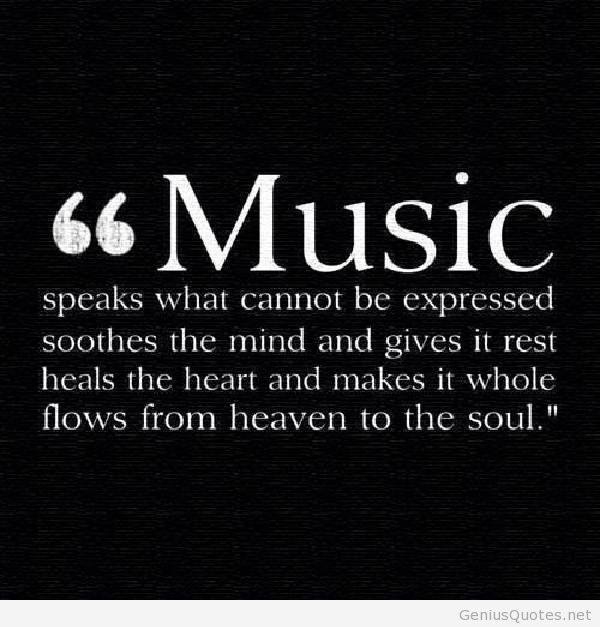 “Music
speaks what cannot be expressed
soothes the mind and gives it rest
heals the heart and makes it whole
flows from heaven to the soul."
GeniusQuotes.net